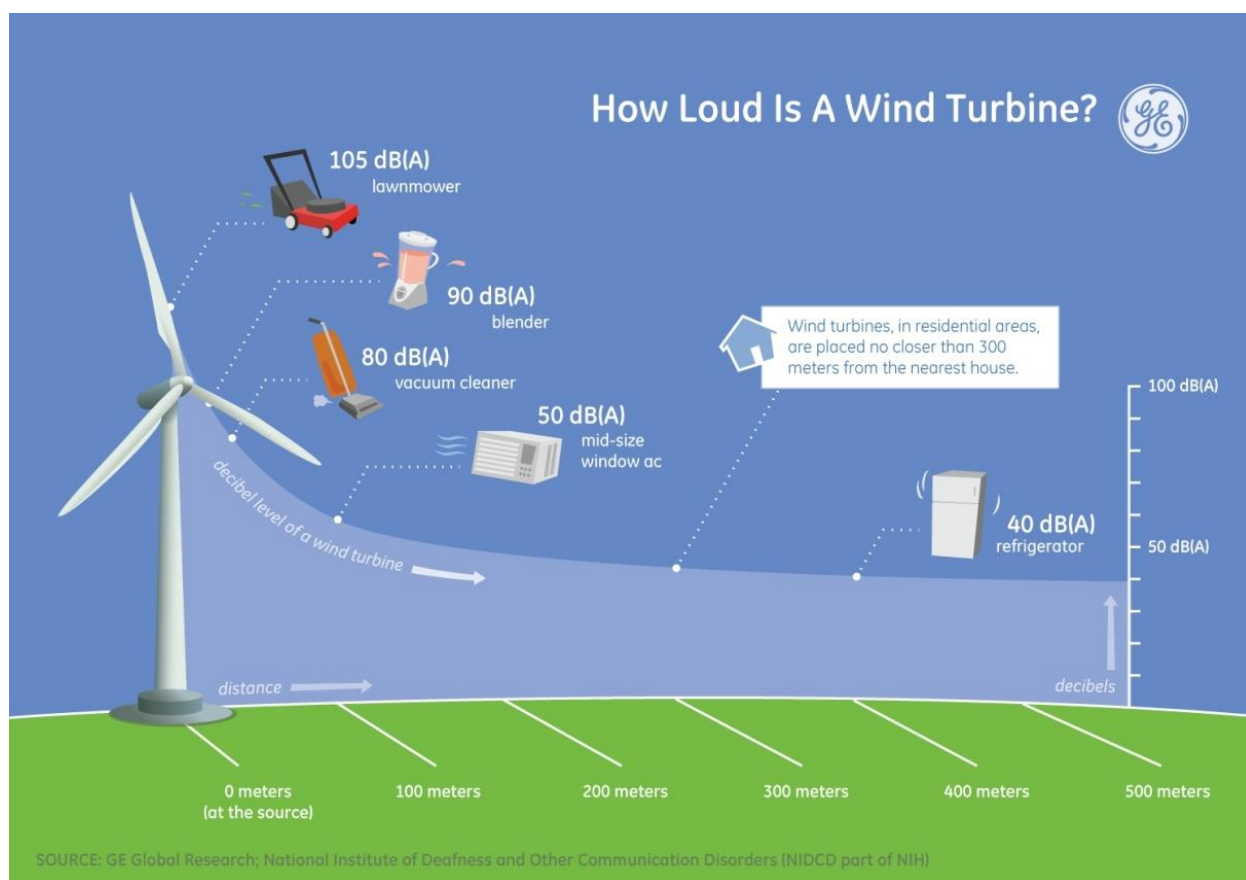 How Loud Is A Wind Turbine?
GE
105 dB(A)
lawnmower
90 dB(A)
blender
80 dB(A)
vacuum cleaner
50 dB(A)
mid-size
window ac
Wind turbines, in residential areas,
are placed no closer than 300
meters from the nearest house.
100 dB(A)
40 dB(A)
refrigerator
50 dB(A)
decibel level of a wind turbine
distance
decibels
0 meters
(at the source)
100 meters
200 meters
300 meters
400 meters
500 meters
SOURCE: GE Global Research; National Institute of Deafness and Other Communication Disorders (NIDCD part of NIH)